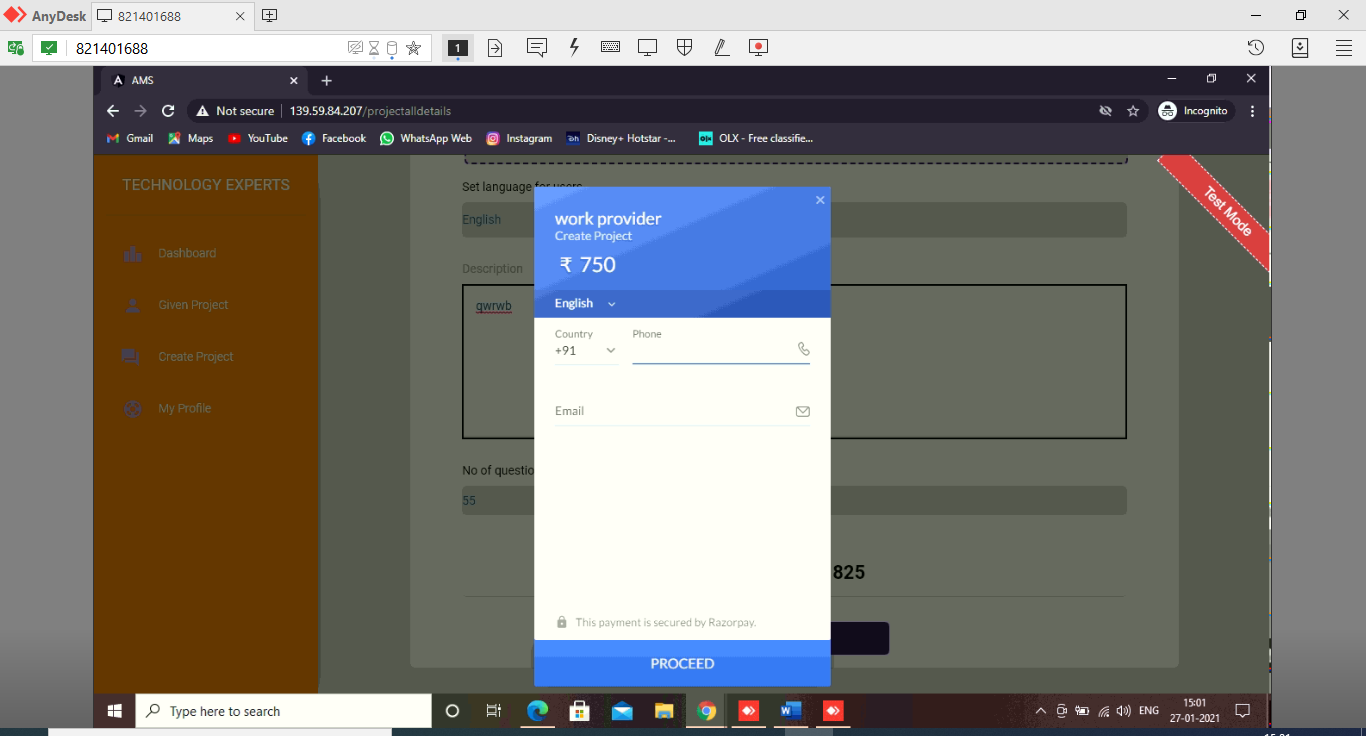 AnyDesk
821401688
821401688
1
AMS
Not secure
139.59.84.207/projectalldetails
Incognito
Gmail
Maps
YouTube
Facebook
WhatsApp Web
Instagram
Disney+ Hotstar -...
OLX - Free classifie...
TECHNOLOGY EXPERTS
Dashboard
Given Project
Create Project
My Profile
Set language for users
English
Description
qwrwb
No of questio
55
825
Test Mode
work provider
Create Project
₹ 750
English
Country
+91
Phone
Email
This payment is secured by Razorpay.
PROCEED
Type here to search
ENG
15:01
27-01-2021